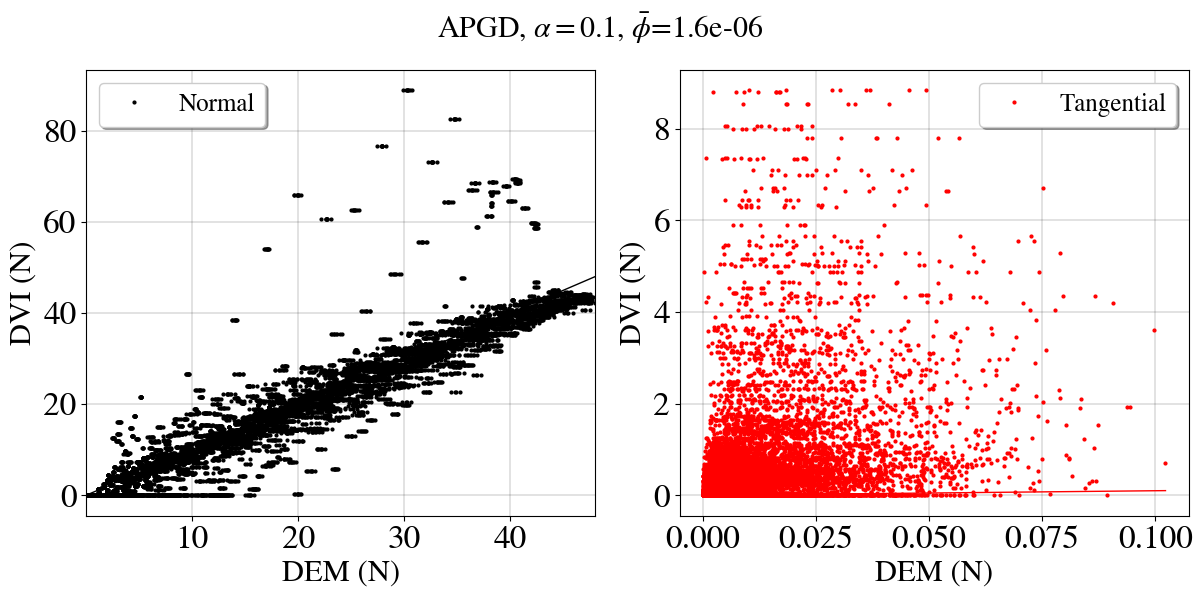 APGD, α = 0.1, ϕ̄=1.6e-06
Normal
80
60
40
20
0
10 20 30 40
DVI (N)
DEM (N)
Tangential
8
6
4
2
0
0.000 0.025 0.050 0.075 0.100
DVI (N)
DEM (N)